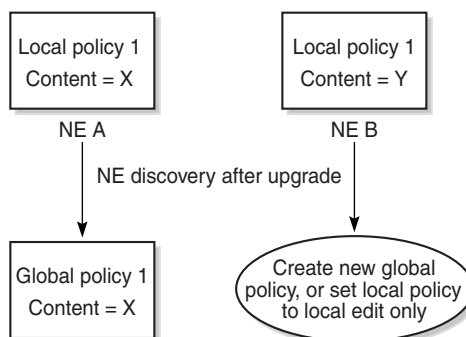 Local policy 1
Content = X
Local policy 1
Content = Y
NE A
NE B
NE discovery after upgrade
Global policy 1
Content = X
Create new global
policy, or set local policy
to local edit only